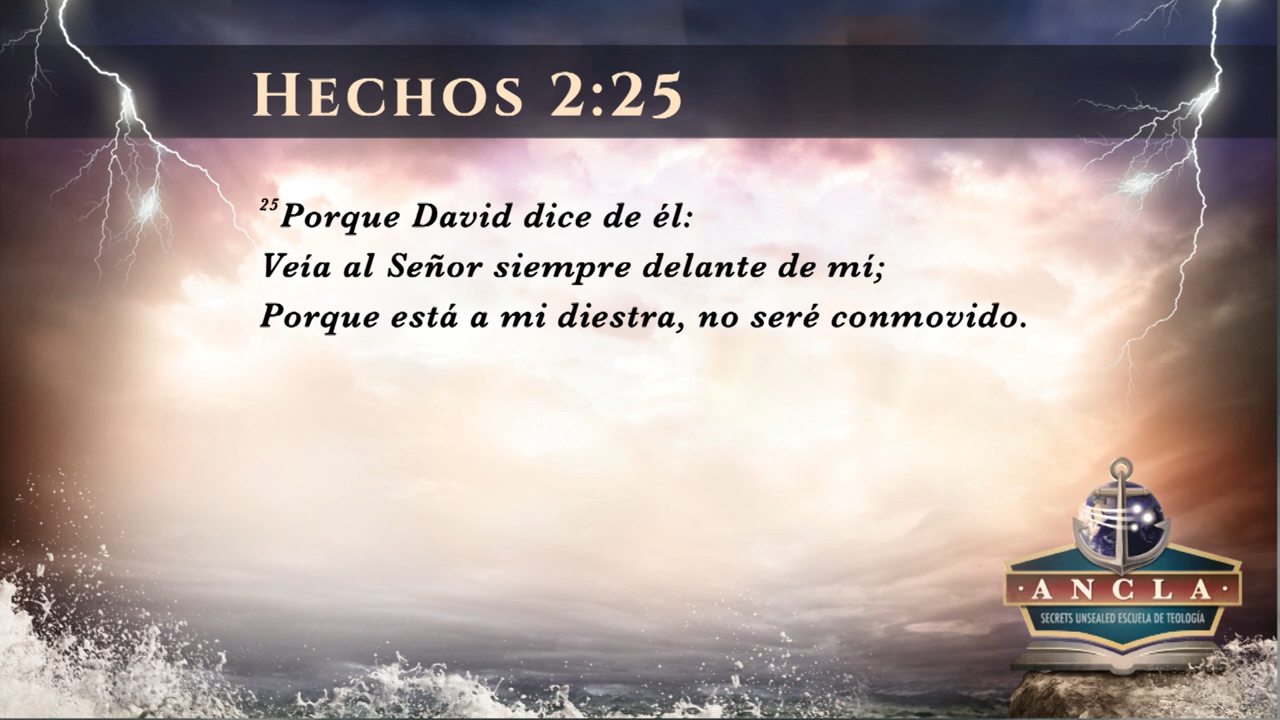 HECHOS 2:25
25Porque David dice de él:
Veía al Señor siempre delante de mí;
Porque está a mi diestra, no seré conmovido.
·ANCLA·
SECRETS UNSEALED ESCUELA DE TEOLOGÍA